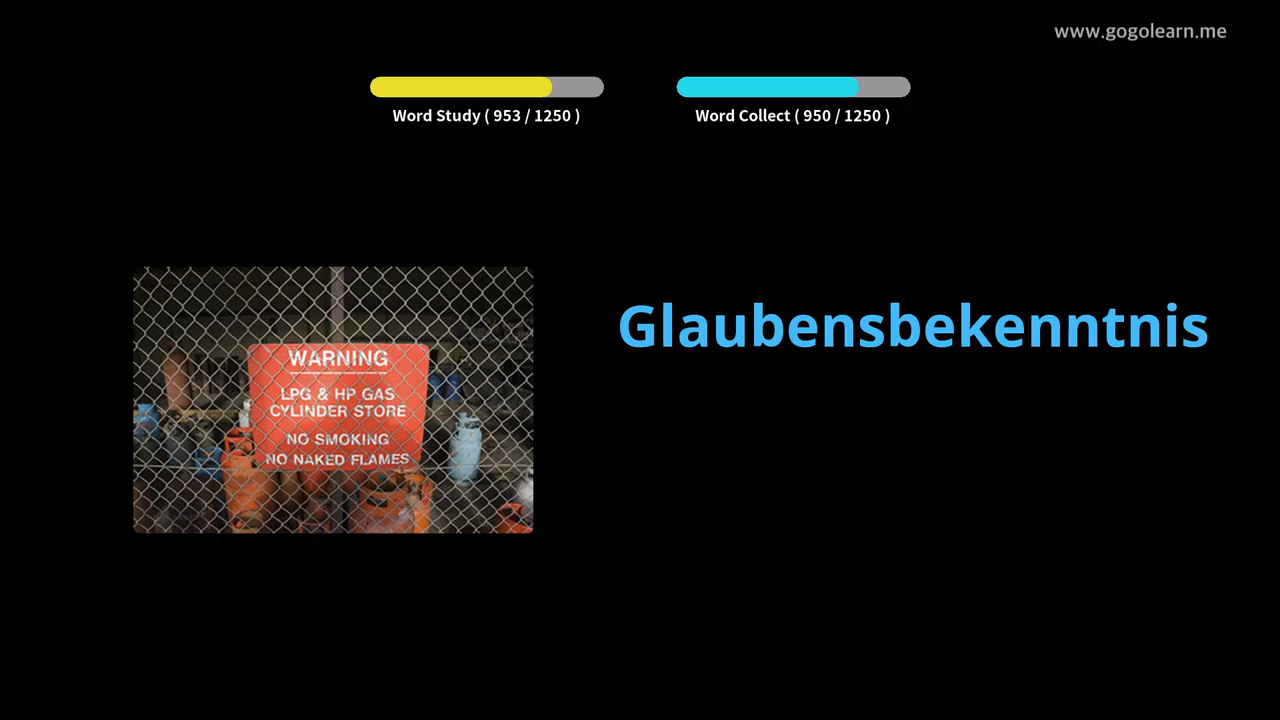 www.gogolearn.me
Word Study ( 953 / 1250 )
Word Collect ( 950 / 1250 )
Glaubensbekenntnis
WARNING
LPG & HP GAS
CYLINDER STORE
NO SMOKING
NO NAKED FLAMES